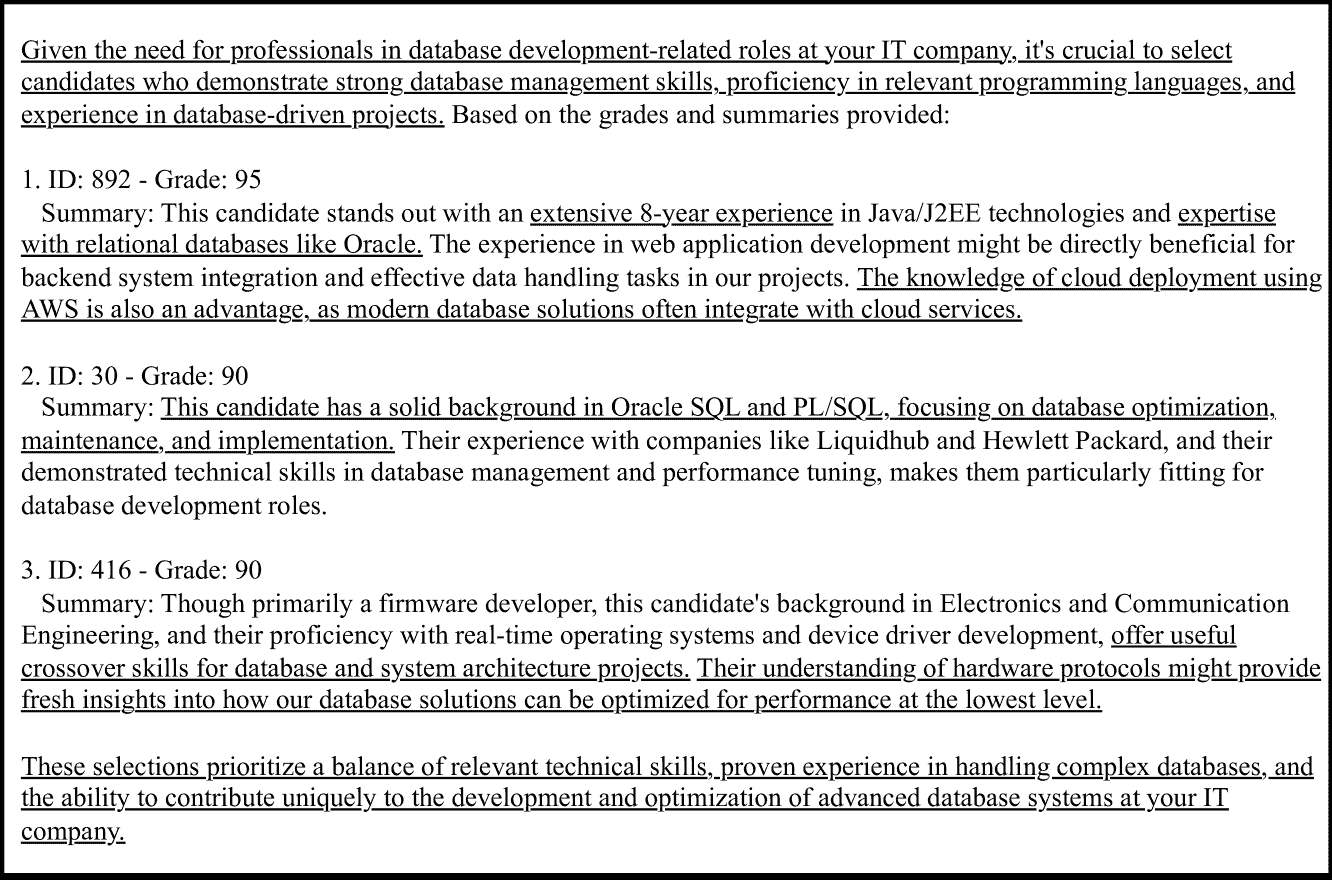 Given the need for professionals in database development-related roles at your IT company, it's crucial to select
candidates who demonstrate strong database management skills, proficiency in relevant programming languages, and
experience in database-driven projects. Based on the grades and summaries provided:
1. ID: 892 - Grade: 95
Summary: This candidate stands out with an extensive 8-year experience in Java/J2EE technologies and expertise
with relational databases like Oracle. The experience in web application development might be directly beneficial for
backend system integration and effective data handling tasks in our projects. The knowledge of cloud deployment using
AWS is also an advantage, as modern database solutions often integrate with cloud services.
2. ID: 30 - Grade: 90
Summary: This candidate has a solid background in Oracle SQL and PL/SQL, focusing on database optimization,
maintenance, and implementation. Their experience with companies like Liquidhub and Hewlett Packard, and their
demonstrated technical skills in database management and performance tuning, makes them particularly fitting for
database development roles.
3. ID: 416 - Grade: 90
Summary: Though primarily a firmware developer, this candidate's background in Electronics and Communication
Engineering, and their proficiency with real-time operating systems and device driver development, offer useful
crossover skills for database and system architecture projects. Their understanding of hardware protocols might provide
fresh insights into how our database solutions can be optimized for performance at the lowest level.
These selections prioritize a balance of relevant technical skills, proven experience in handling complex databases, and
the ability to contribute uniquely to the development and optimization of advanced database systems at your IT
company.